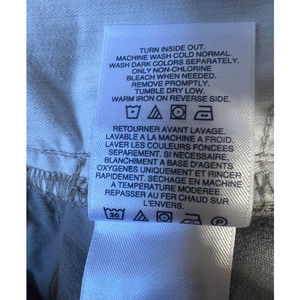 TURN INSIDE OUT.
MACHINE WASH COLD NORMAL.
WASH DARK COLORS SEPARATELY.
ONLY NON-CHLORINE
BLEACH WHEN NEEDED.
REMOVE PROMPTLY.
TUMBLE DRY LOW.
WARM IRON ON REVERSE SIDE.
RETOURNER AVANT LAVAGE.
LAVABLE A LA MACHINE A FROID.
LAVER LES COULEURS FONCEES
SEPAREMENT. SI NECESSAIRE,
BLANCHIMENT A BASE D'AGENTS
OXYGENES UNIQUEMENT ET RINCER
RAPIDEMENT. SECHAGE EN MACHINE
A TEMPERATURE MODEREE.
REPASSER AU FER CHAUD SUR
L'ENVERS.
30